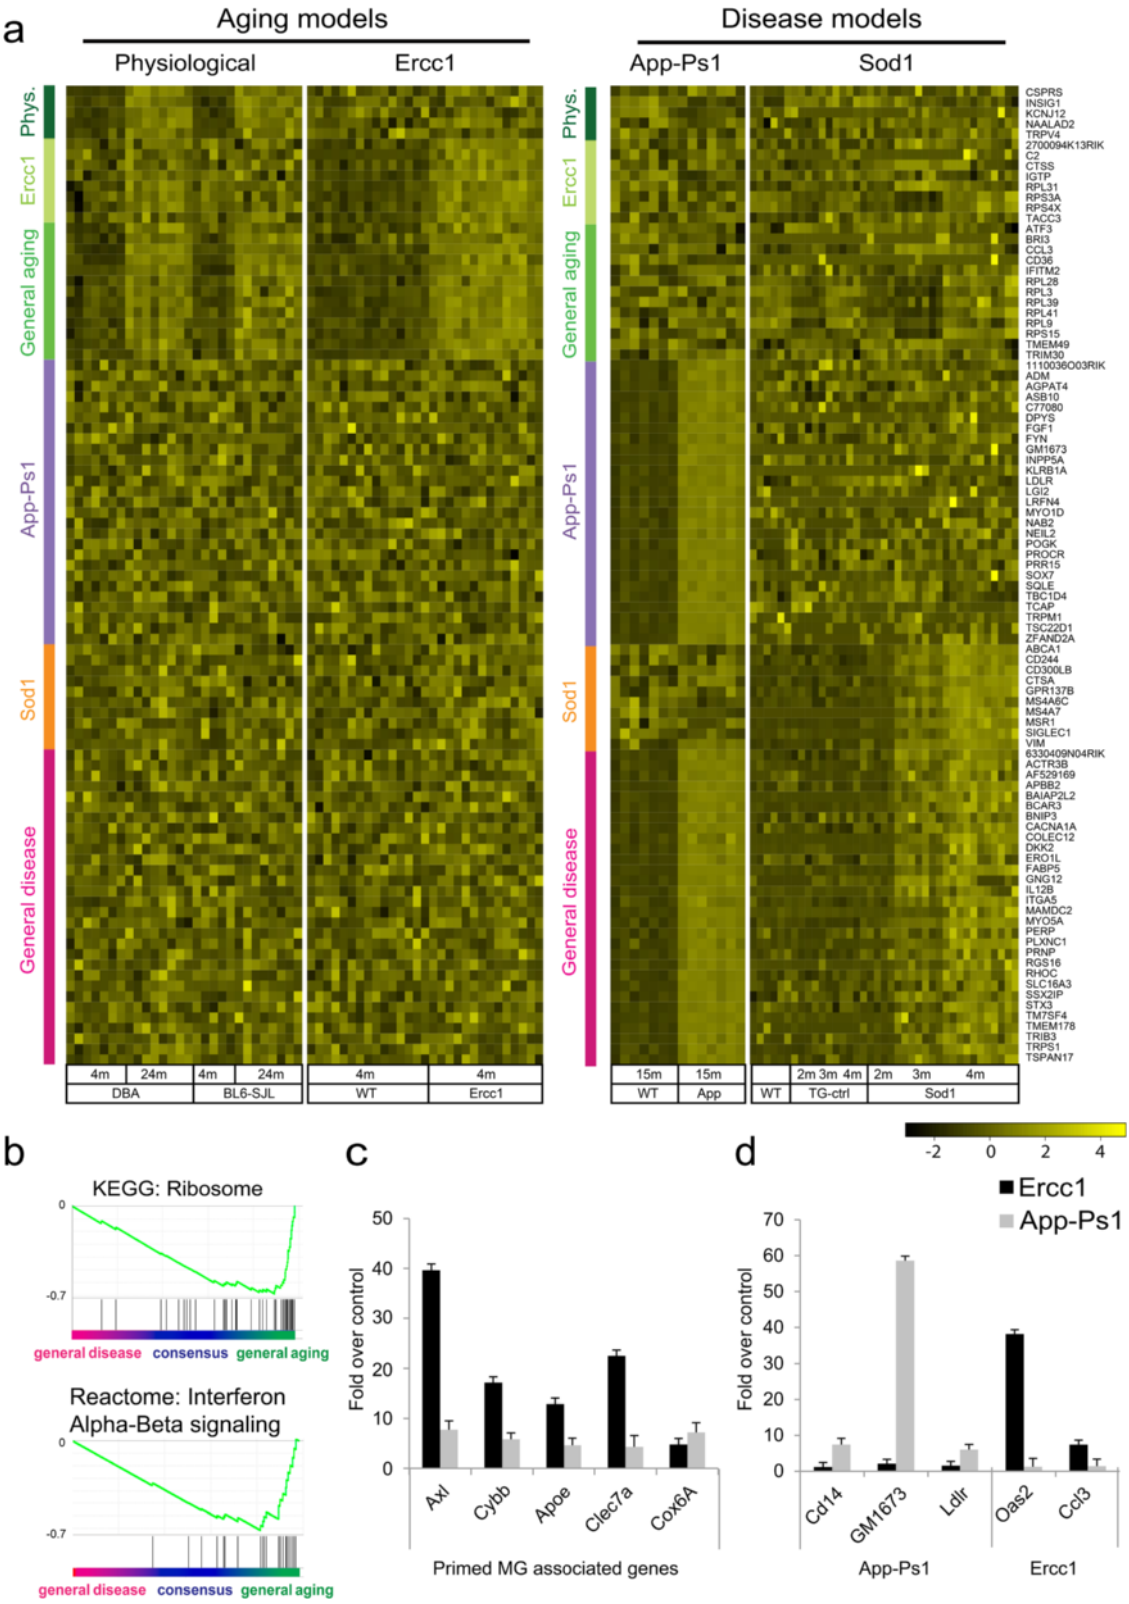 a
Aging models
Disease models
Physiological
Ercc1
App-Ps1
Sod1
Phys.
Ercc1
General aging
App-Ps1
Sod1
General disease
Phys.
Ercc1
General aging
App-Ps1
Sod1
General disease
CSPRS
INSIG1
KCNJ12
NAALAD2
TRPV4
2700094K13RIK
C2
CTSS
IGTP
RPL31
RPS3A
RPS4X
TACC3
ATF3
BRI3
CCL3
CD36
IFITM2
RPL28
RPL3
RPL39
RPL41
RPL9
RPS15
TMEM49
TRIM30
1110036O03RIK
ADM
AGPAT4
ASB10
C77080
DPYS
FGF1
FYN
GM1673
INPP5A
KLRB1A
LDLR
LGI2
LRFN4
MYO1D
NAB2
NEIL2
POGK
PROCR
PRR15
SOX7
SQLE
TBC1D4
TCAP
TRPM1
TSC22D1
ZFAND2A
ABCA1
CD244
CD300LB
CTSA
GPR137B
MS4A6C
MS4A7
MSR1
SIGLEC1
VIM
6330409N04RIK
ACTR3B
AF529169
APBB2
BAIAP2L2
BCAR3
BNIP3
CACNA1A
COLEC12
DKK2
ERO1L
FABP5
GNG12
IL12B
ITGA5
MAMDC2
MYO5A
PERP
PLXNC1
PRNP
RGS16
RHOC
SLC16A3
SSX2IP
STX3
TM7SF4
TMEM178
TRIB3
TRPS1
TSPAN17
4m 24m 4m 24m
DBA BL6-SJL
4m 4m
WT Ercc1
15m 15m
WT App
2m 3m 4m 2m 3m 4m
WT TG-ctrl Sod1
-2 0 2 4
b
KEGG: Ribosome
0
-0.7
general disease consensus general aging
Reactome: Interferon
Alpha-Beta signaling
0
-0.7
general disease consensus general aging
c
Fold over control
50
40
30
20
10
0
Axl Cybb Apoe Clec7a Cox6A
Primed MG associated genes
d
Ercc1
App-Ps1
Fold over control
70
60
50
40
30
20
10
0
Cd14 GM1673 Ldlr Oas2 Ccl3
App-Ps1 Ercc1